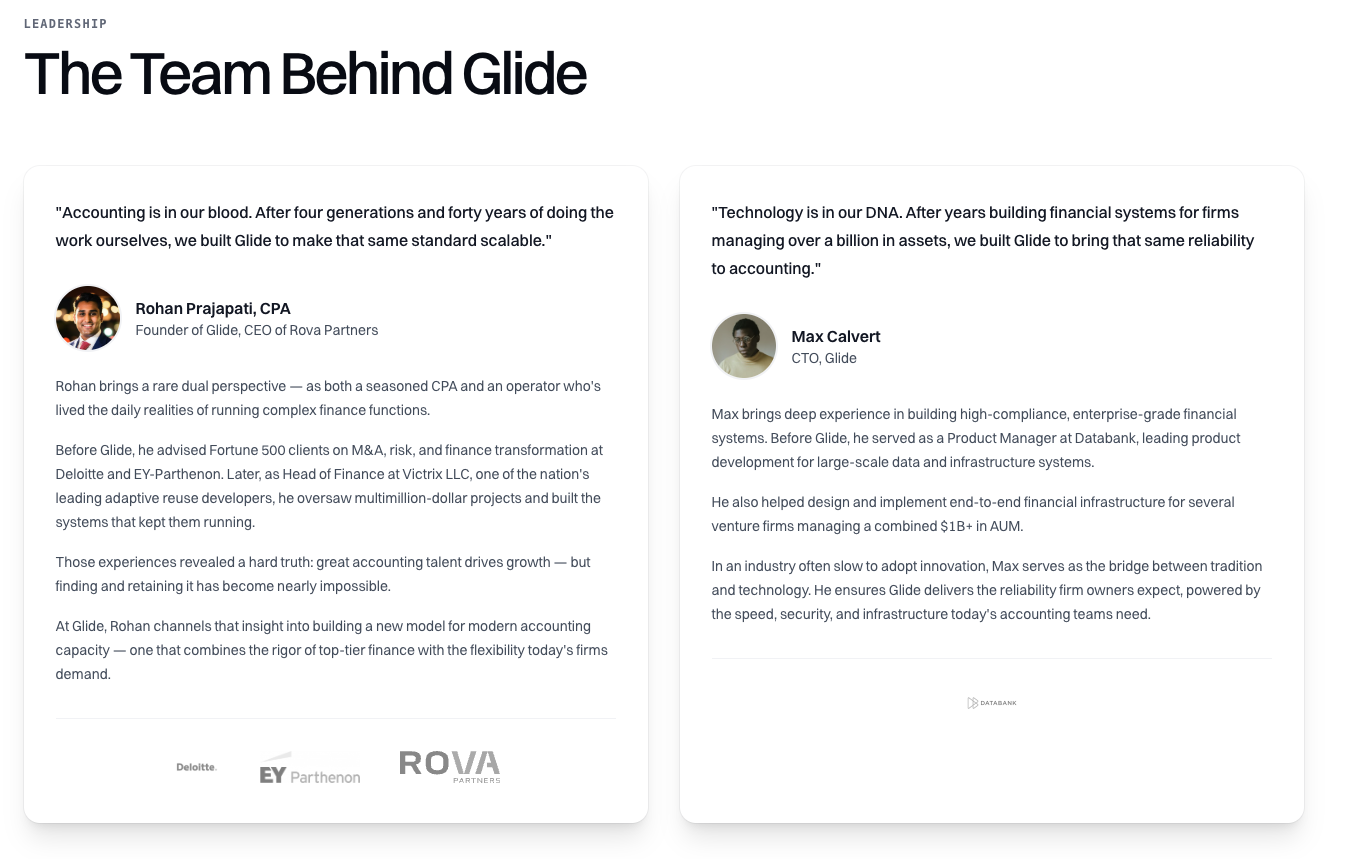 LEADERSHIP
The Team Behind Glide
"Accounting is in our blood. After four generations and forty years of doing the
work ourselves, we built Glide to make that same standard scalable."
Rohan Prajapati, CPA
Founder of Glide, CEO of Rova Partners
Rohan brings a rare dual perspective — as both a seasoned CPA and an operator who's
lived the daily realities of running complex finance functions.
Before Glide, he advised Fortune 500 clients on M&A, risk, and finance transformation at
Deloitte and EY-Parthenon. Later, as Head of Finance at Victrix LLC, one of the nation's
leading adaptive reuse developers, he oversaw multimillion-dollar projects and built the
systems that kept them running.
Those experiences revealed a hard truth: great accounting talent drives growth — but
finding and retaining it has become nearly impossible.
At Glide, Rohan channels that insight into building a new model for modern accounting
capacity — one that combines the rigor of top-tier finance with the flexibility today's firms
demand.
Deloitte.
EY Parthenon
ROVA
PARTNERS
"Technology is in our DNA. After years building financial systems for firms
managing over a billion in assets, we built Glide to bring that same reliability
to accounting."
Max Calvert
CTO, Glide
Max brings deep experience in building high-compliance, enterprise-grade financial
systems. Before Glide, he served as a Product Manager at Databank, leading product
development for large-scale data and infrastructure systems.
He also helped design and implement end-to-end financial infrastructure for several
venture firms managing a combined $1B+ in AUM.
In an industry often slow to adopt innovation, Max serves as the bridge between tradition
and technology. He ensures Glide delivers the reliability firm owners expect, powered by
the speed, security, and infrastructure today's accounting teams need.
DATABANK